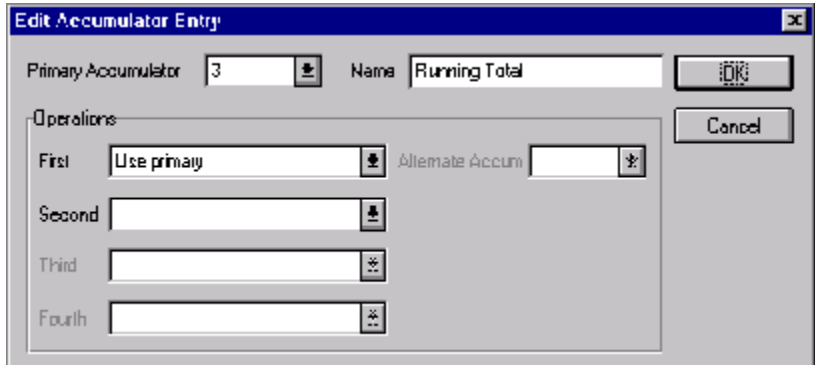 Edit Accumulator Entry
Primary Accumulator 3 Name Running Total OK
Operations Cancel
First Use primary Alternate Accum
Second
Third
Fourth